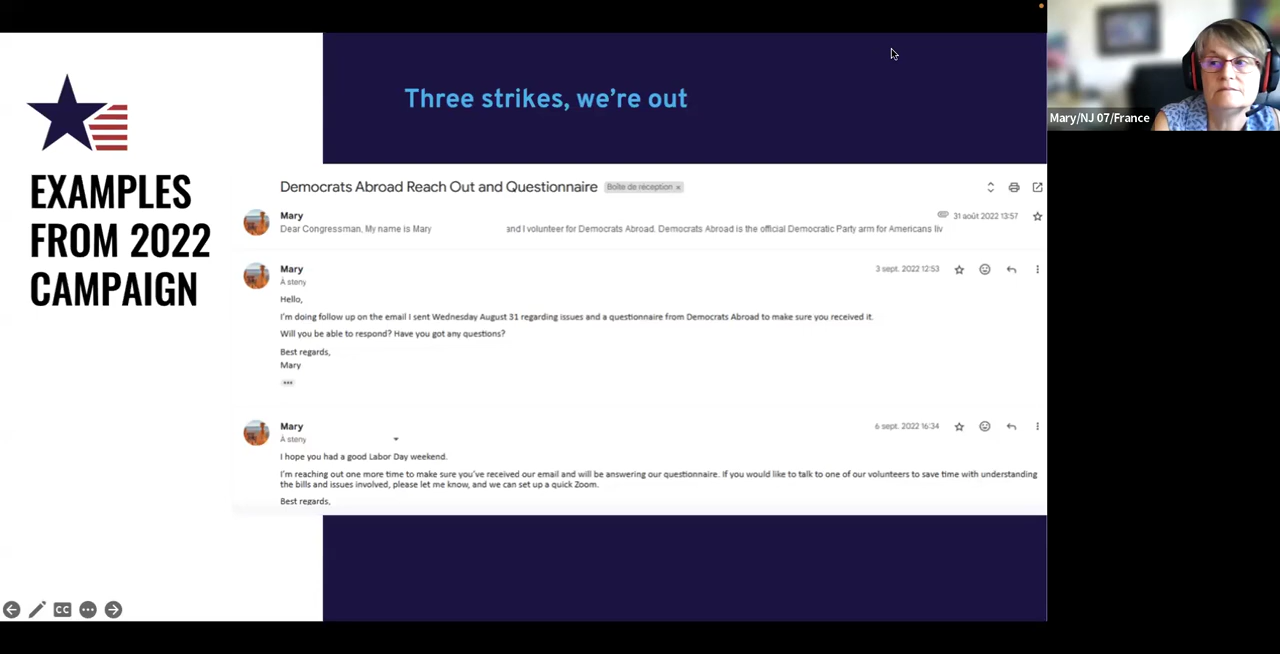 Three strikes, we're out
EXAMPLES
FROM 2022
CAMPAIGN
Democrats Abroad Reach Out and Questionnaire
Boîte de réception ×
Mary
31 août 2022 13:57
Dear Congressman, My name is Mary and I volunteer for Democrats Abroad. Democrats Abroad is the official Democratic Party arm for Americans liv
Mary
3 sept. 2022 12:53
À steny
Hello,
I'm doing follow up on the email I sent Wednesday August 31 regarding issues and a questionnaire from Democrats Abroad to make sure you received it.
Will you be able to respond? Have you got any questions?
Best regards,
Mary
Mary
6 sept. 2022 16:34
À steny
I hope you had a good Labor Day weekend.
I'm reaching out one more time to make sure you've received our email and will be answering our questionnaire. If you would like to talk to one of our volunteers to save time with understanding
the bills and issues involved, please let me know, and we can set up a quick Zoom.
Best regards,
CC
Mary/NJ 07/France